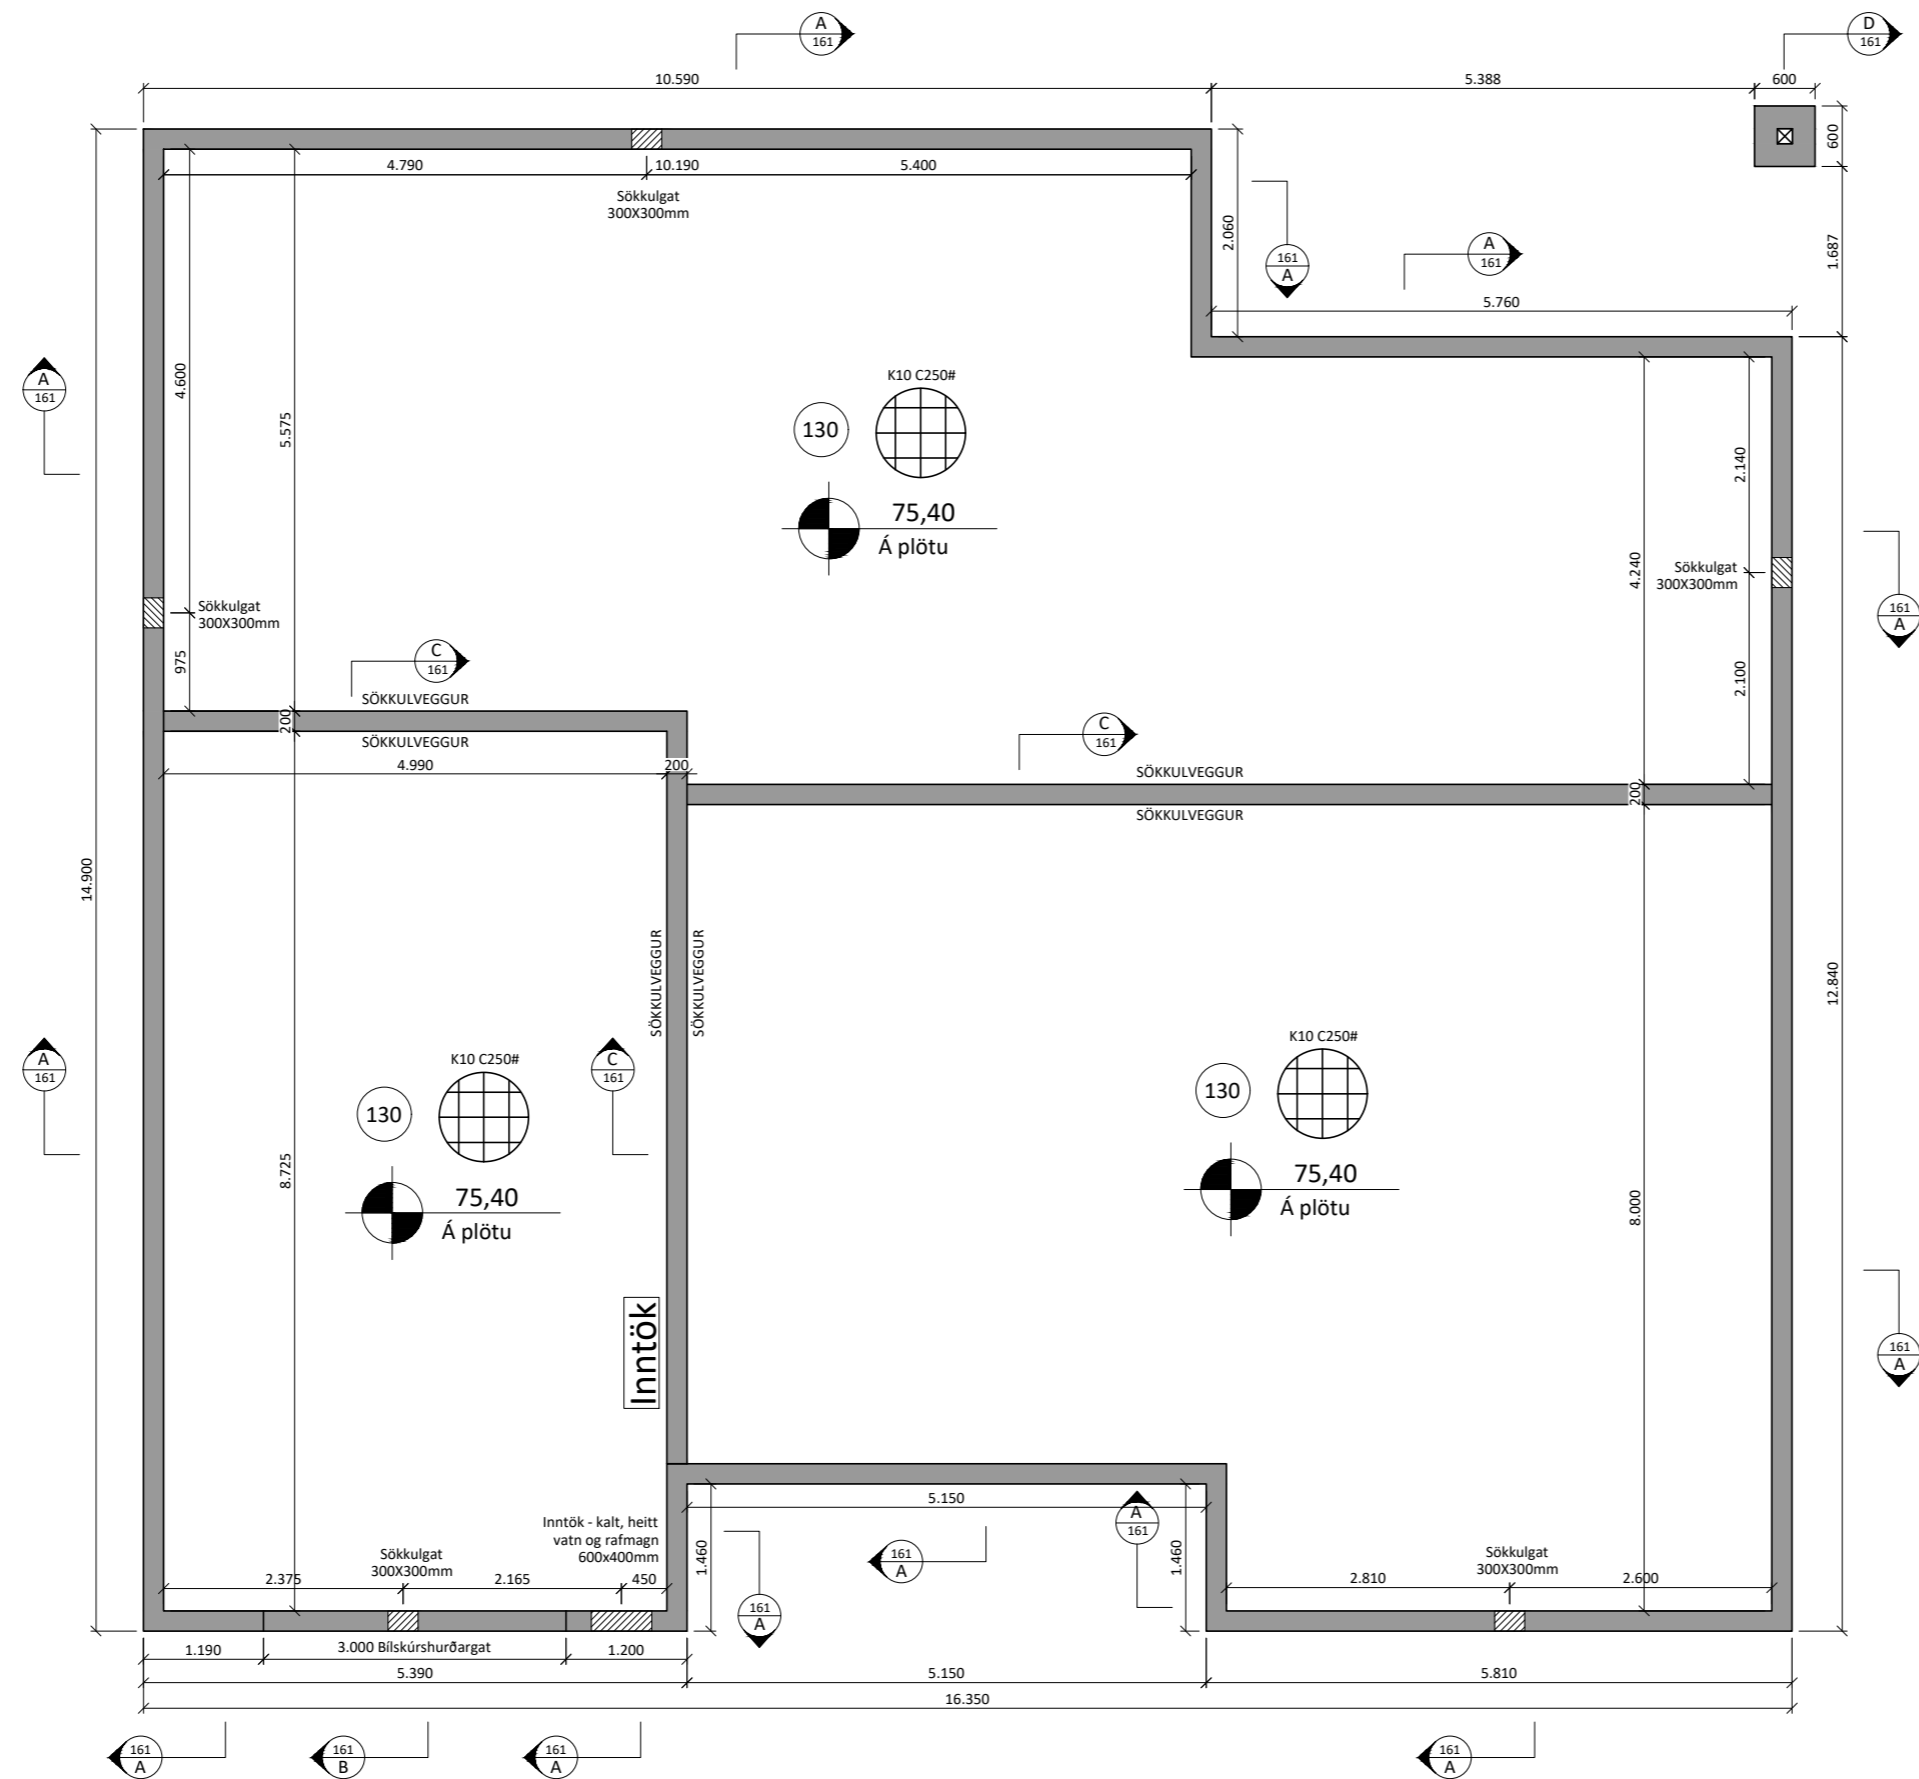 A
161
D
161
10.590
5.388
600
600
4.790
10.190
5.400
Sökkulgat
300X300mm
2.060
1.687
161
A
A
161
5.760
A
161
4.600
5.575
K10 C250#
130
75,40
Á plötu
2.140
4.240
Sökkulgat
300X300mm
161
A
Sökkulgat
300X300mm
975
2.100
C
161
SÖKKULVEGGUR
200
SÖKKULVEGGUR
4.990
200
C
161
SÖKKULVEGGUR
200
SÖKKULVEGGUR
14.900
12.840
SÖKKULVEGGUR
SÖKKULVEGGUR
A
161
C
161
K10 C250#
130
75,40
Á plötu
8.725
K10 C250#
130
75,40
Á plötu
8.000
161
A
Inntök
Inntök - kalt, heitt
vatn og rafmagn
600x400mm
5.150
A
161
161
A
1.460
1.460
Sökkulgat
300X300mm
2.375
2.165
450
Sökkulgat
300X300mm
2.810
2.600
161
A
1.190
3.000 Bílskúrshurðargat
1.200
5.390
5.150
5.810
16.350
161
A
161
B
161
A
161
A